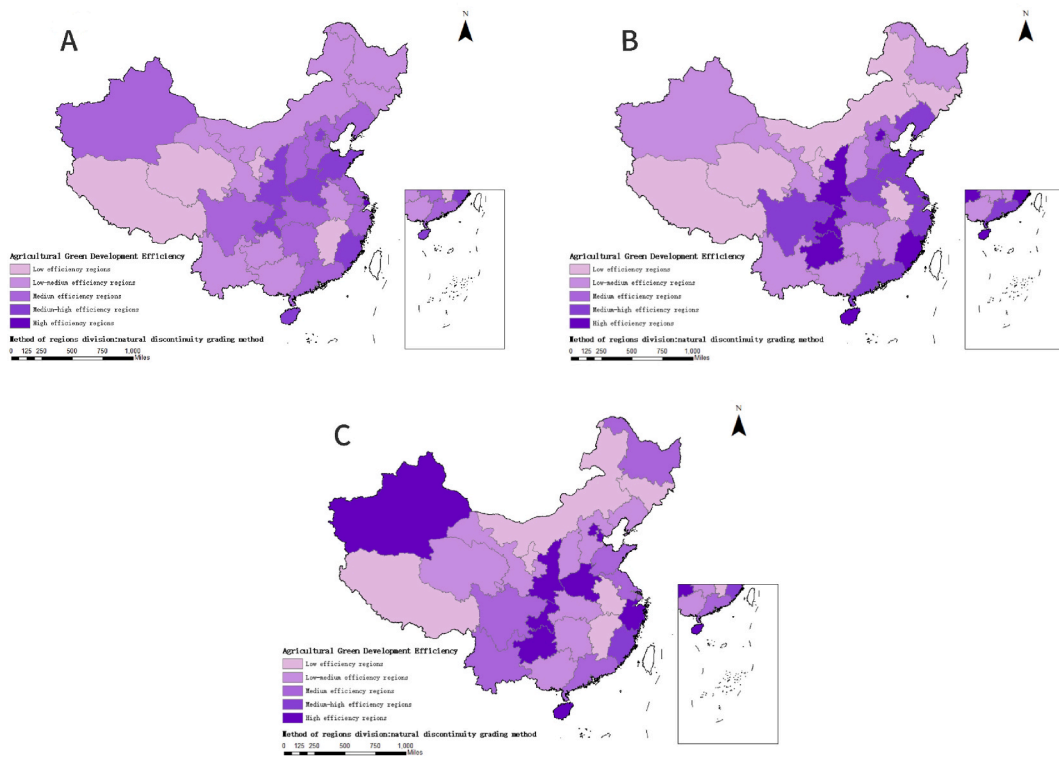 A
N
Agricultural Green Development Efficiency
Low efficiency regions
Low-medium efficiency regions
Medium efficiency regions
Medium-high efficiency regions
High efficiency regions
Method of regions division:natural discontinuity grading method
0 125 250 500 750 1,000
Miles
B
N
Agricultural Green Development Efficiency
Low efficiency regions
Low-medium efficiency regions
Medium efficiency regions
Medium-high efficiency regions
High efficiency regions
Method of regions division:natural discontinuity grading method
0 125 250 500 750 1,000
Miles
C
N
Agricultural Green Development Efficiency
Low efficiency regions
Low-medium efficiency regions
Medium efficiency regions
Medium-high efficiency regions
High efficiency regions
Method of regions division:natural discontinuity grading method
0 125 250 500 750 1,000
Miles